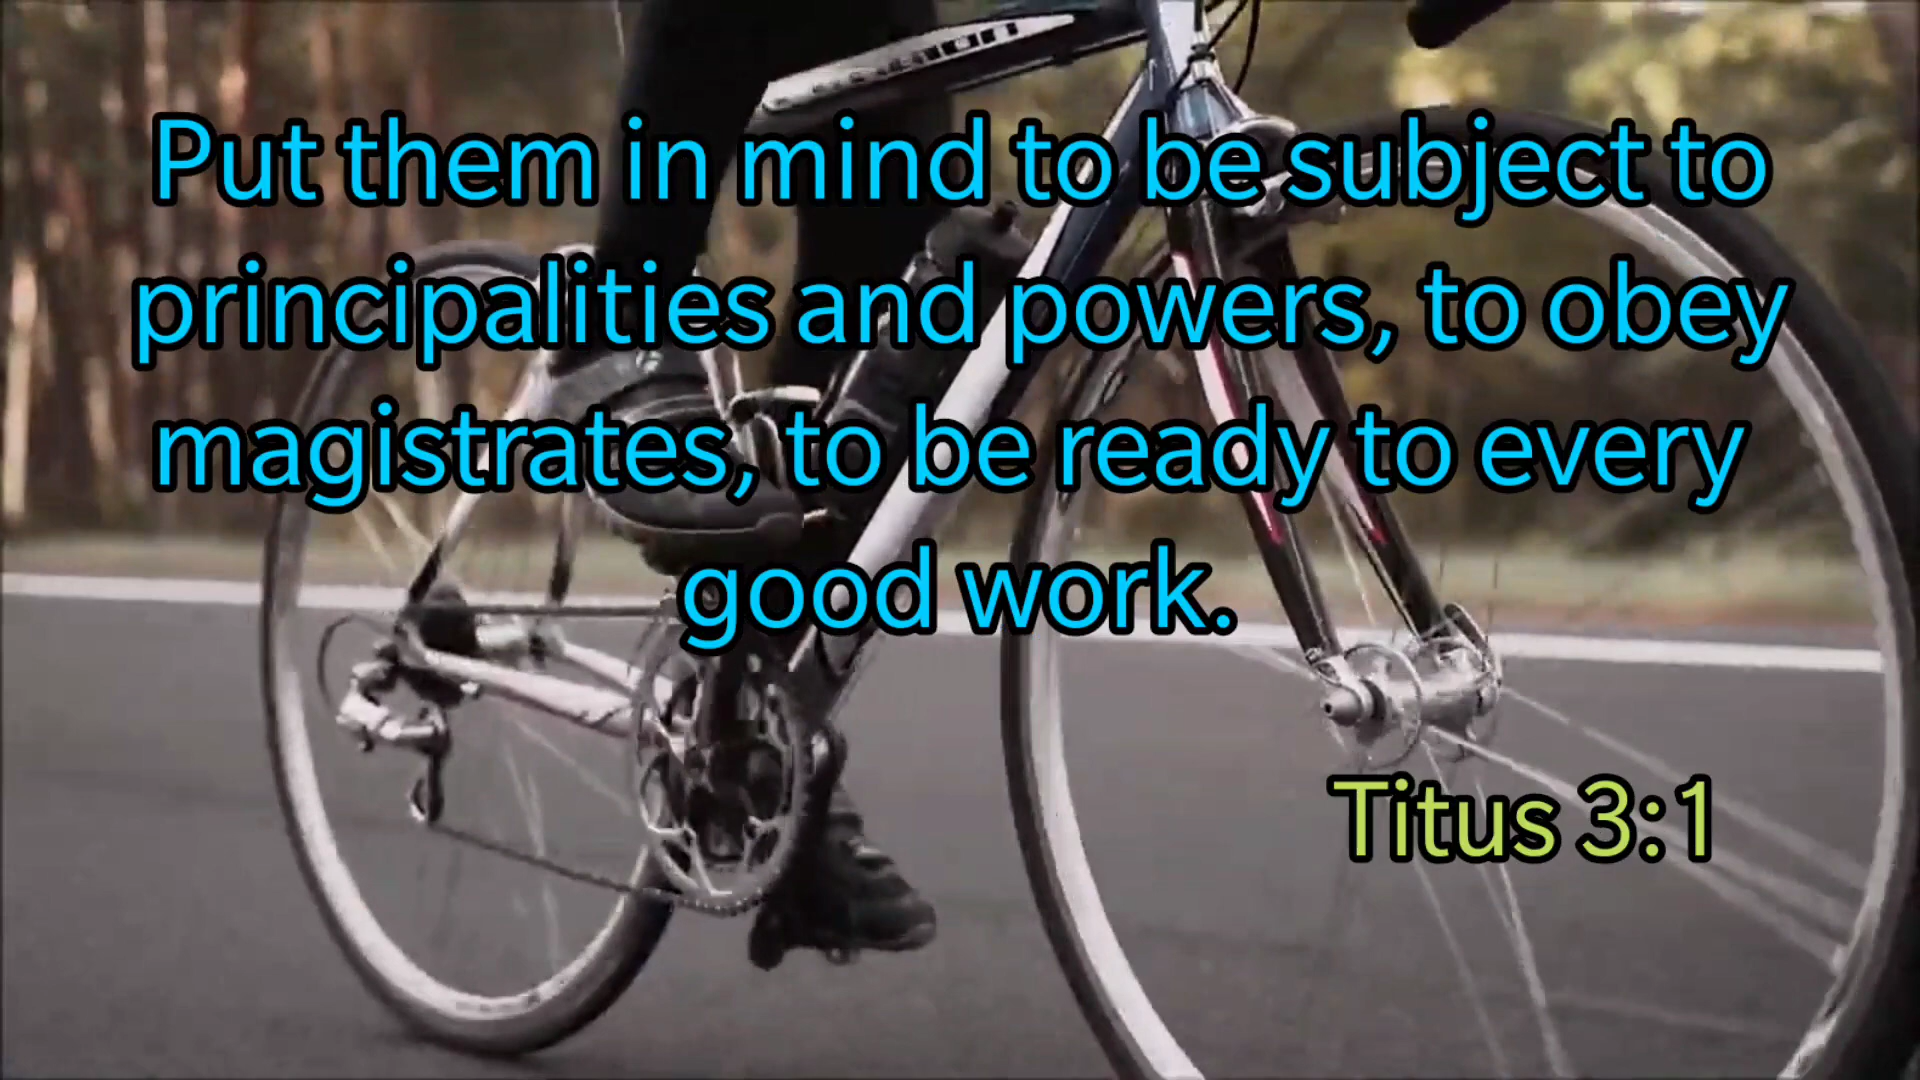 Put them in mind to be subject to
principalities and powers, to obey
magistrates, to be ready to every
good work.
Titus 3:1